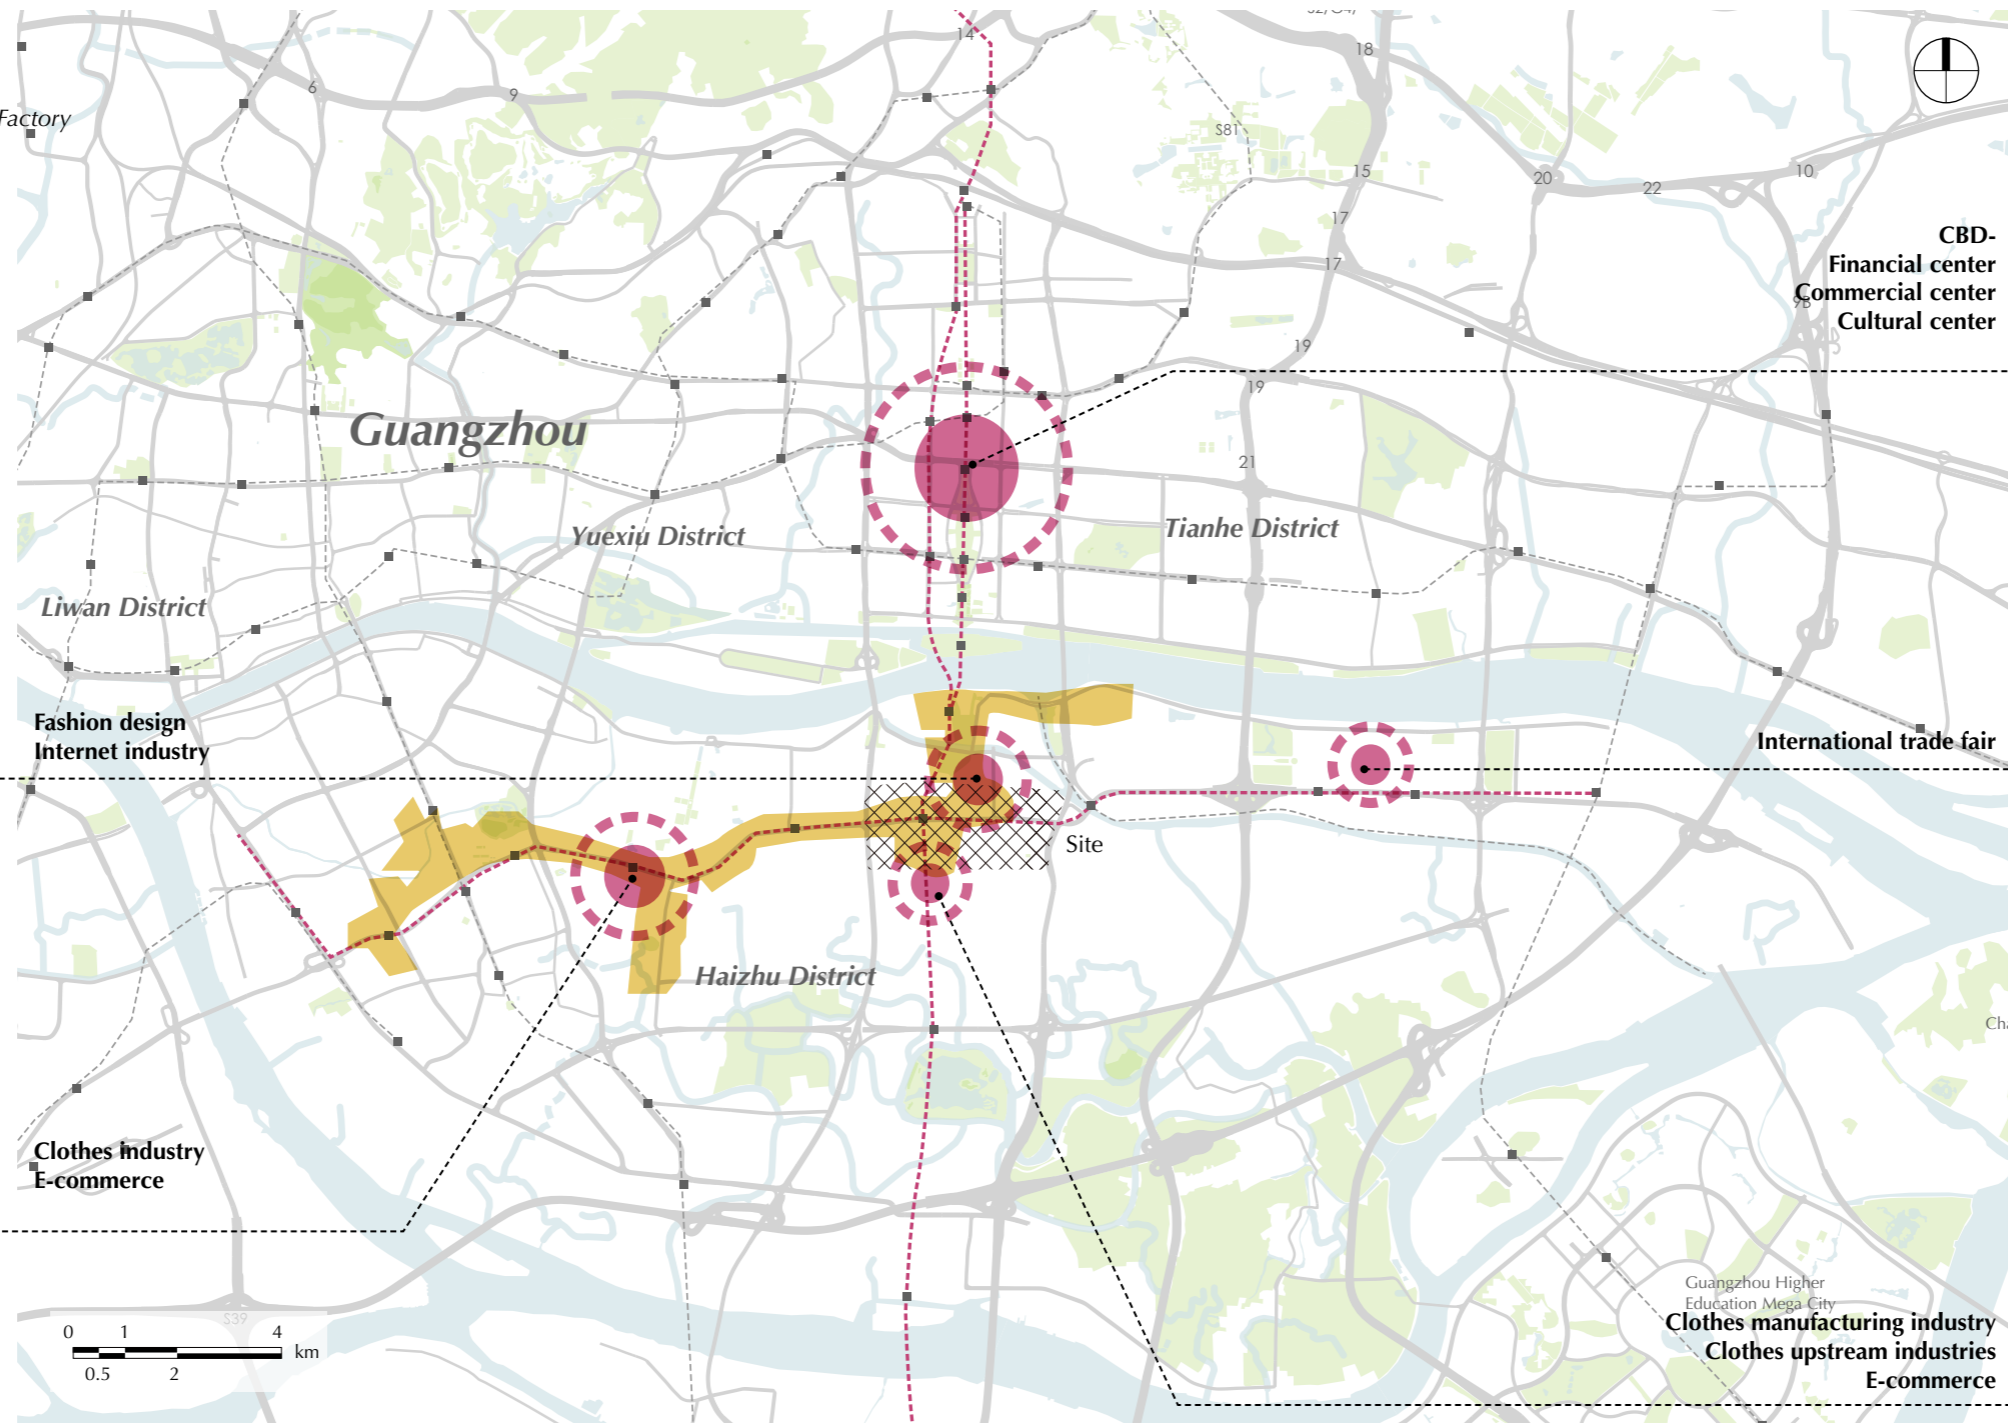 14
18
6
9
Factory
S81
15
20
22
10
17
17
CBD-
Financial center
Commercial center
Cultural center
19
19
Guangzhou
21
Yuexiu District
Tianhe District
Liwan District
Fashion design
Internet industry
International trade fair
Site
Haizhu District
Clothes industry
E-commerce
Guangzhou Higher
Education Mega City
Clothes manufacturing industry
Clothes upstream industries
E-commerce
S39
0 1 4
km
0.5 2